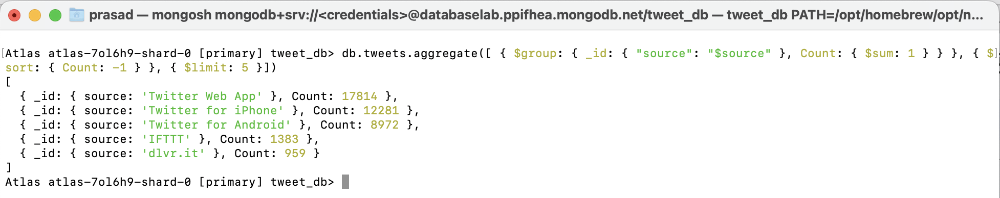 prasad — mongosh mongodb+srv://<credentials>@databaselab.ppifhea.mongodb.net/tweet_db — tweet_db PATH=/opt/homebrew/opt/n...
[Atlas atlas-7ol6h9-shard-0 [primary] tweet_db> db.tweets.aggregate([ { $group: { _id: { "source": "$source" }, Count: { $sum: 1 } } }, { $]
sort: { Count: -1 } }, { $limit: 5 }])
[
  { _id: { source: 'Twitter Web App' }, Count: 17814 },
  { _id: { source: 'Twitter for iPhone' }, Count: 12281 },
  { _id: { source: 'Twitter for Android' }, Count: 8972 },
  { _id: { source: 'IFTTT' }, Count: 1383 },
  { _id: { source: 'dlvr.it' }, Count: 959 }
]
Atlas atlas-7ol6h9-shard-0 [primary] tweet_db>